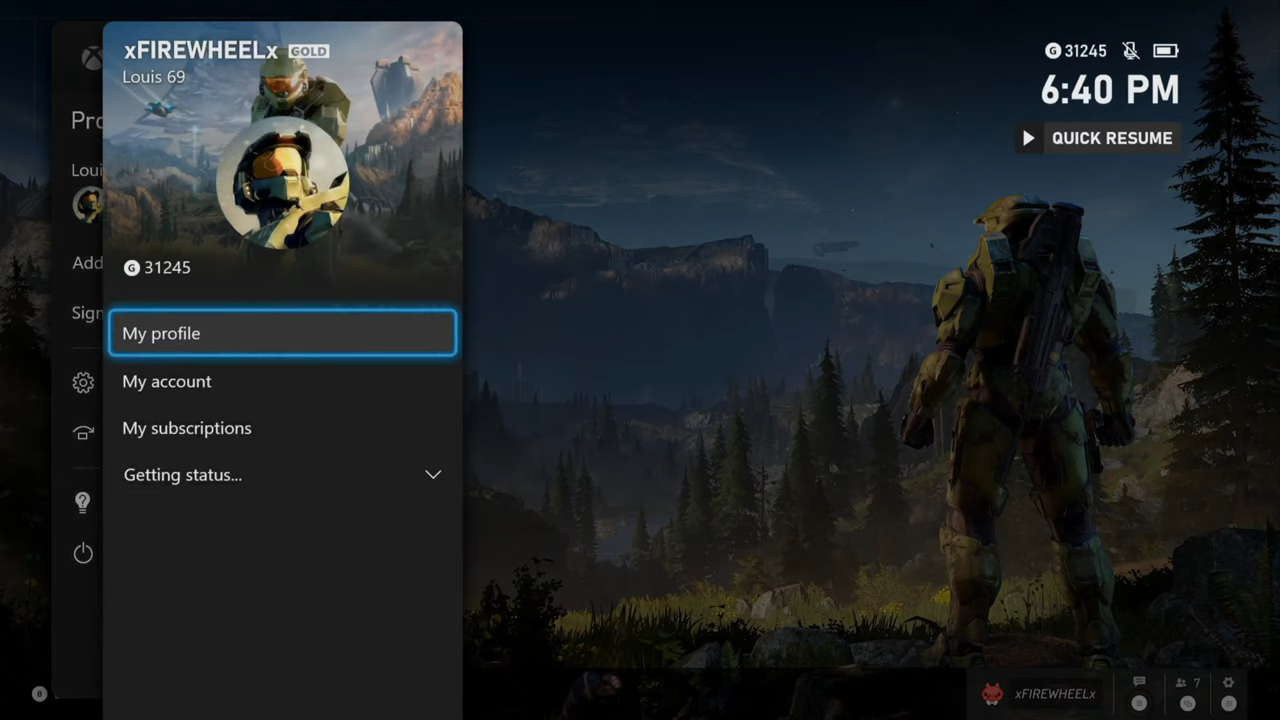 xFIREWHEELx GOLD
Louis 69
G 31245
My profile
My account
My subscriptions
Getting status...
Pro
Loui
Add
Sign
G 31245
6:40 PM
QUICK RESUME
B
xFIREWHEELx
7